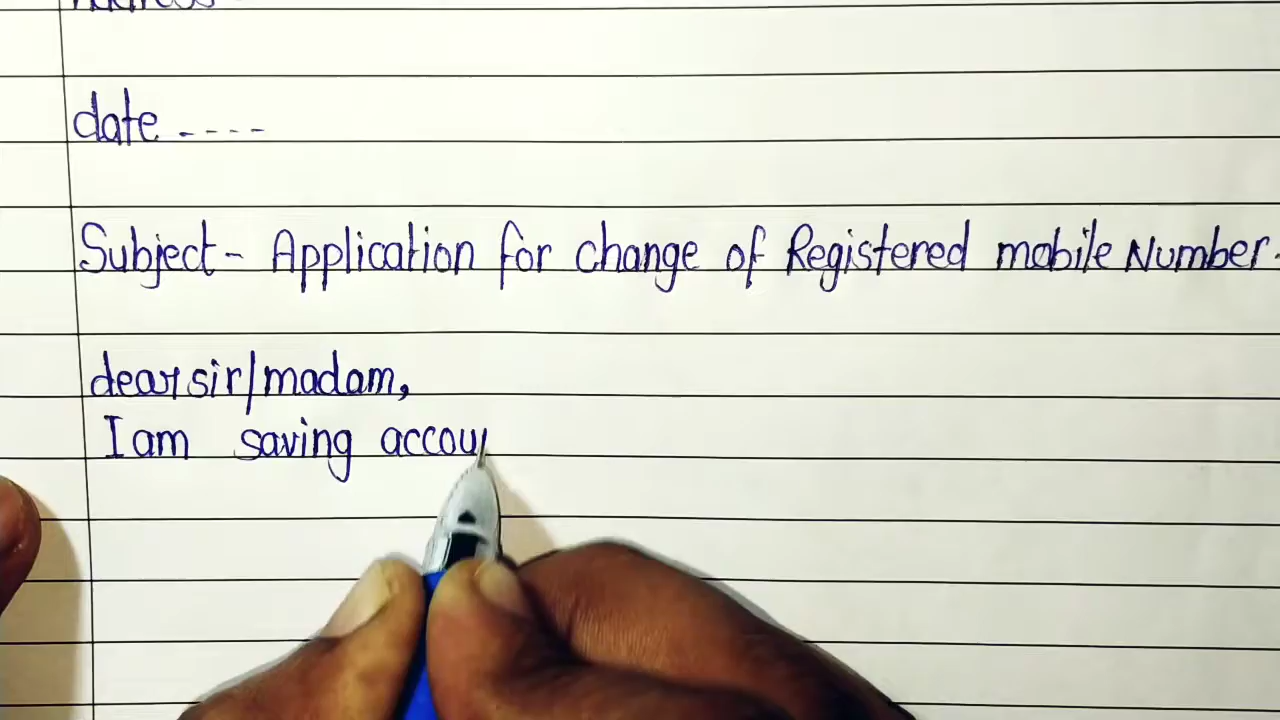 date ----
Subject- Application for change of Registered mobile Number.
dear sir/madam,
I am saving accou